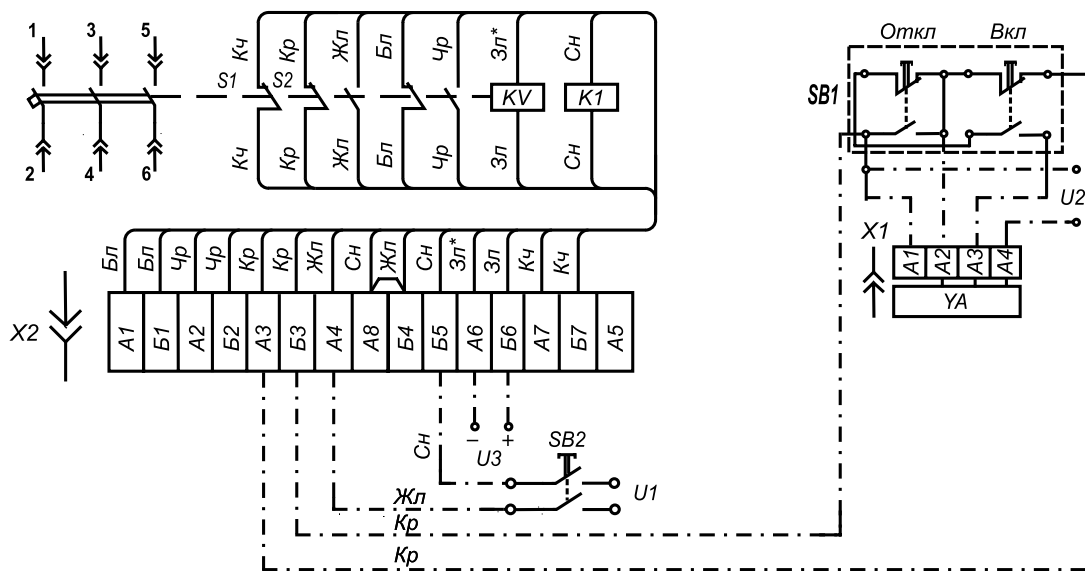 1 3 5
2 4 6
S1 S2
Кч Кр Жл Бл Чр Зл* Сн
KV K1
Кч Кр Жл Бл Чр Зл Сн
Откл Вкл
SB1
U2
X1
A1 A2 A3 A4
YA
Бл Бл Чр Чр Кр Кр Жл Сн Жл Сн Зл* Зл Кч Кч
X2
А1 Б1 А2 Б2 А3 Б3 А4 А8 Б4 Б5 А6 Б6 А7 Б7 А5
– +
U3
Сн
SB2
U1
Жл
Кр
Кр